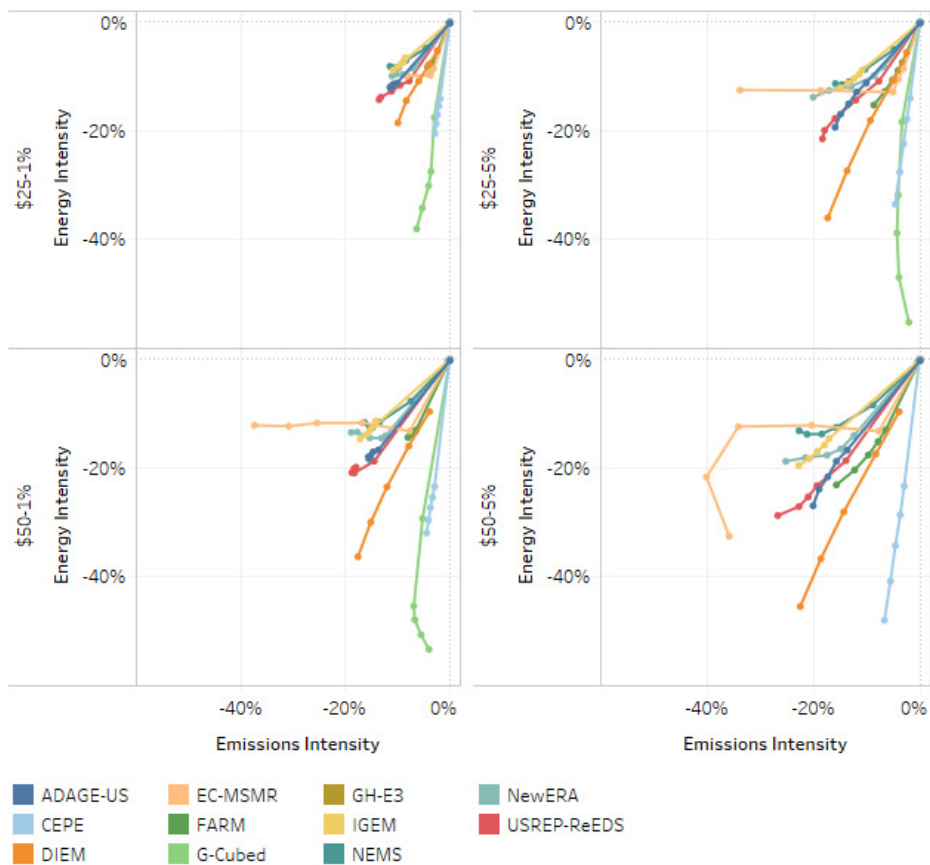 0%
-20%
-40%
$25-1%
Energy Intensity
0%
-20%
-40%
$25-5%
Energy Intensity
0%
-20%
-40%
$50-1%
Energy Intensity
-40%
-20%
0%
Emissions Intensity
0%
-20%
-40%
$50-5%
Energy Intensity
-40%
-20%
0%
Emissions Intensity
ADAGE-US
EC-MSMR
GH-E3
NewERA
CEPE
FARM
IGEM
USREP-ReEDS
DIEM
G-Cubed
NEMS